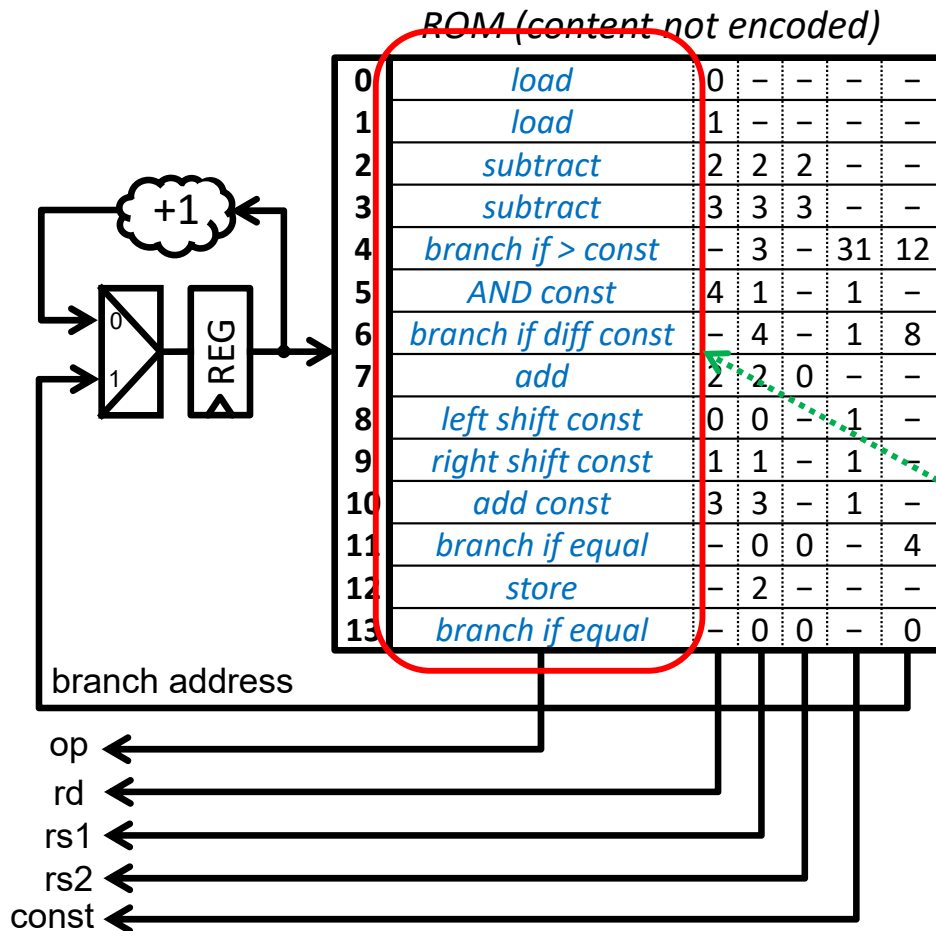 ROM (content not encoded)
0 load 0 – – – –
1 load 1 – – – –
2 subtract 2 2 2 – –
3 subtract 3 3 3 – –
4 branch if > const – 3 – 31 12
5 AND const 4 1 – 1 –
6 branch if diff const – 4 – 1 8
7 add 2 2 0 – –
8 left shift const 0 0 – 1 –
9 right shift const 1 1 – 1 –
10 add const 3 3 – 1 –
11 branch if equal – 0 0 – 4
12 store – 2 – – –
13 branch if equal – 0 0 – 0
+1
0
1
REG
branch address
op
rd
rs1
rs2
const